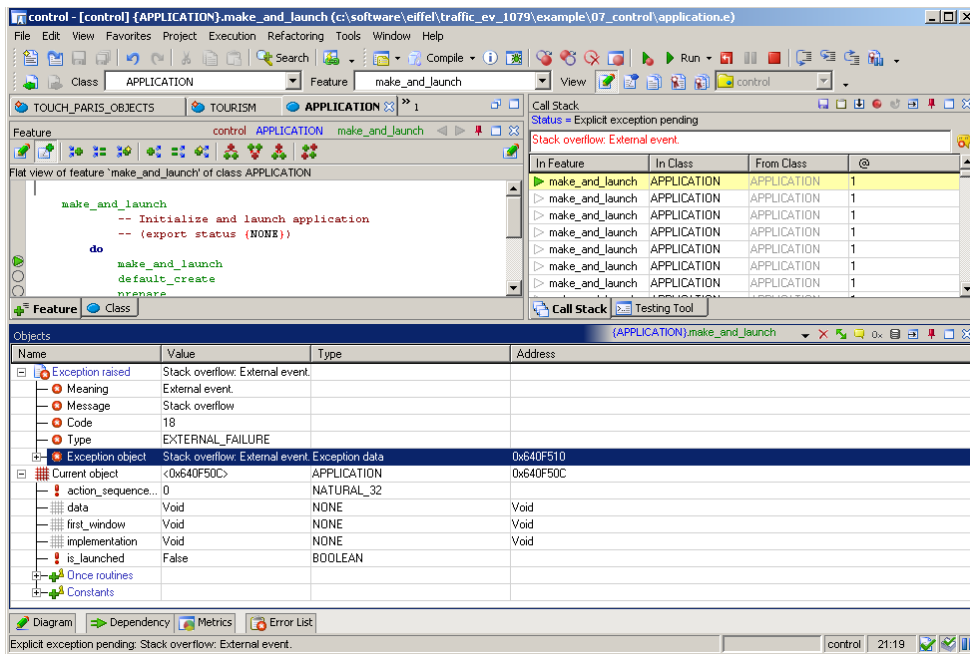 control - [control] {APPLICATION}.make_and_launch (c:\software\eiffel\traffic_ev_1079\example\07_control\application.e)
File Edit View Favorites Project Execution Refactoring Tools Window Help
Search Compile Run
Class APPLICATION Feature make_and_launch View control
TOUCH_PARIS_OBJECTS TOURISM APPLICATION 1
Feature control APPLICATION make_and_launch
Flat view of feature `make_and_launch' of class APPLICATION
make_and_launch
-- Initialize and launch application
-- (export status {NONE})
do
make_and_launch
default_create
prepare
Feature Class
Call Stack
Status = Explicit exception pending
Stack overflow: External event.
In Feature In Class From Class @
make_and_launch APPLICATION APPLICATION 1
make_and_launch APPLICATION APPLICATION 1
make_and_launch APPLICATION APPLICATION 1
make_and_launch APPLICATION APPLICATION 1
make_and_launch APPLICATION APPLICATION 1
make_and_launch APPLICATION APPLICATION 1
make_and_launch APPLICATION APPLICATION 1
Call Stack Testing Tool
Objects {APPLICATION}.make_and_launch
Name Value Type Address
Exception raised Stack overflow: External event.
Meaning External event.
Message Stack overflow
Code 18
Type EXTERNAL_FAILURE
Exception object Stack overflow: External event. Exception data 0x640F510
Current object <0x640F50C> APPLICATION 0x640F50C
action_sequence... 0 NATURAL_32
data Void NONE Void
first_window Void NONE Void
implementation Void NONE Void
is_launched False BOOLEAN
Once routines
Constants
Diagram Dependency Metrics Error List
Explicit exception pending: Stack overflow: External event. control 21:19